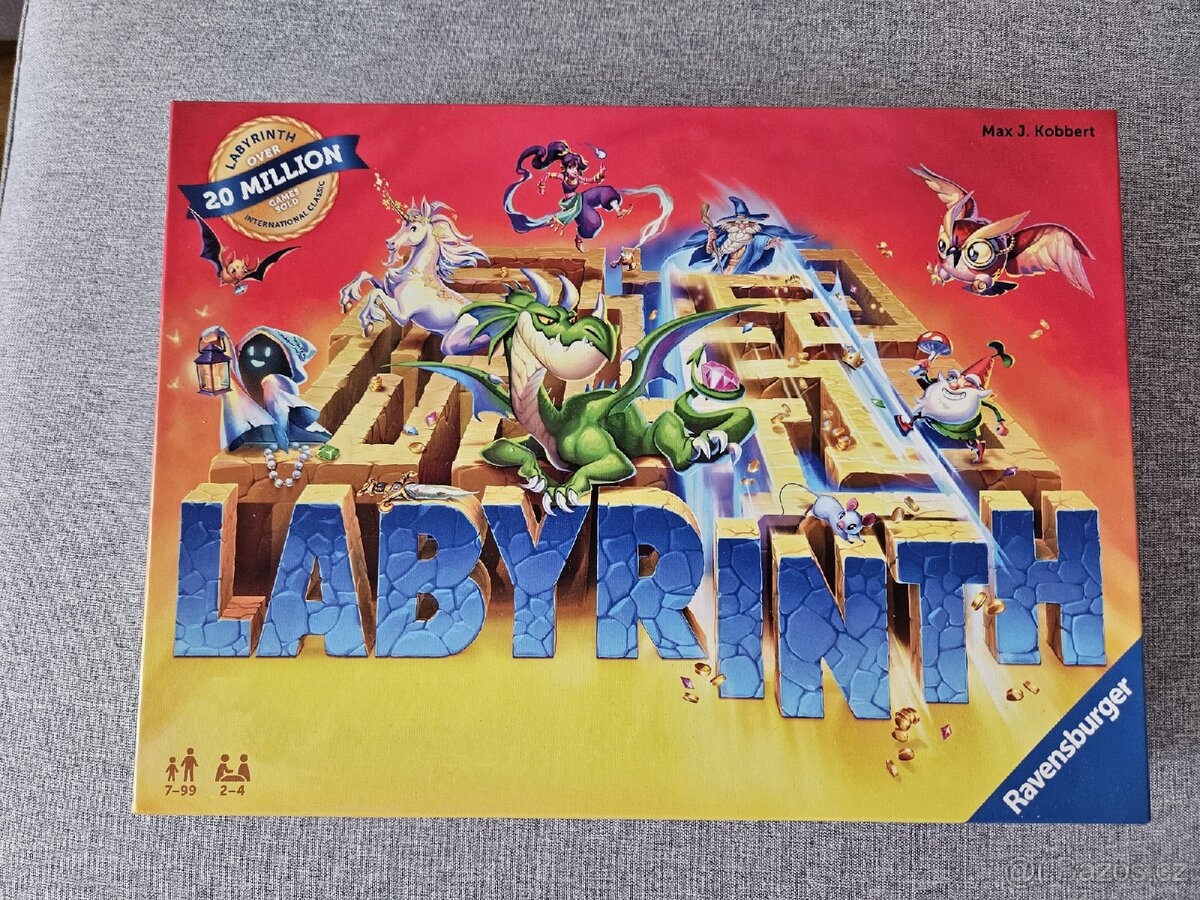 LABYRINTH
OVER
20 MILLION
GAMES
SOLD
INTERNATIONAL CLASSIC
Max J. Kobbert
LABYRINTH
7-99
2-4
Ravensburger